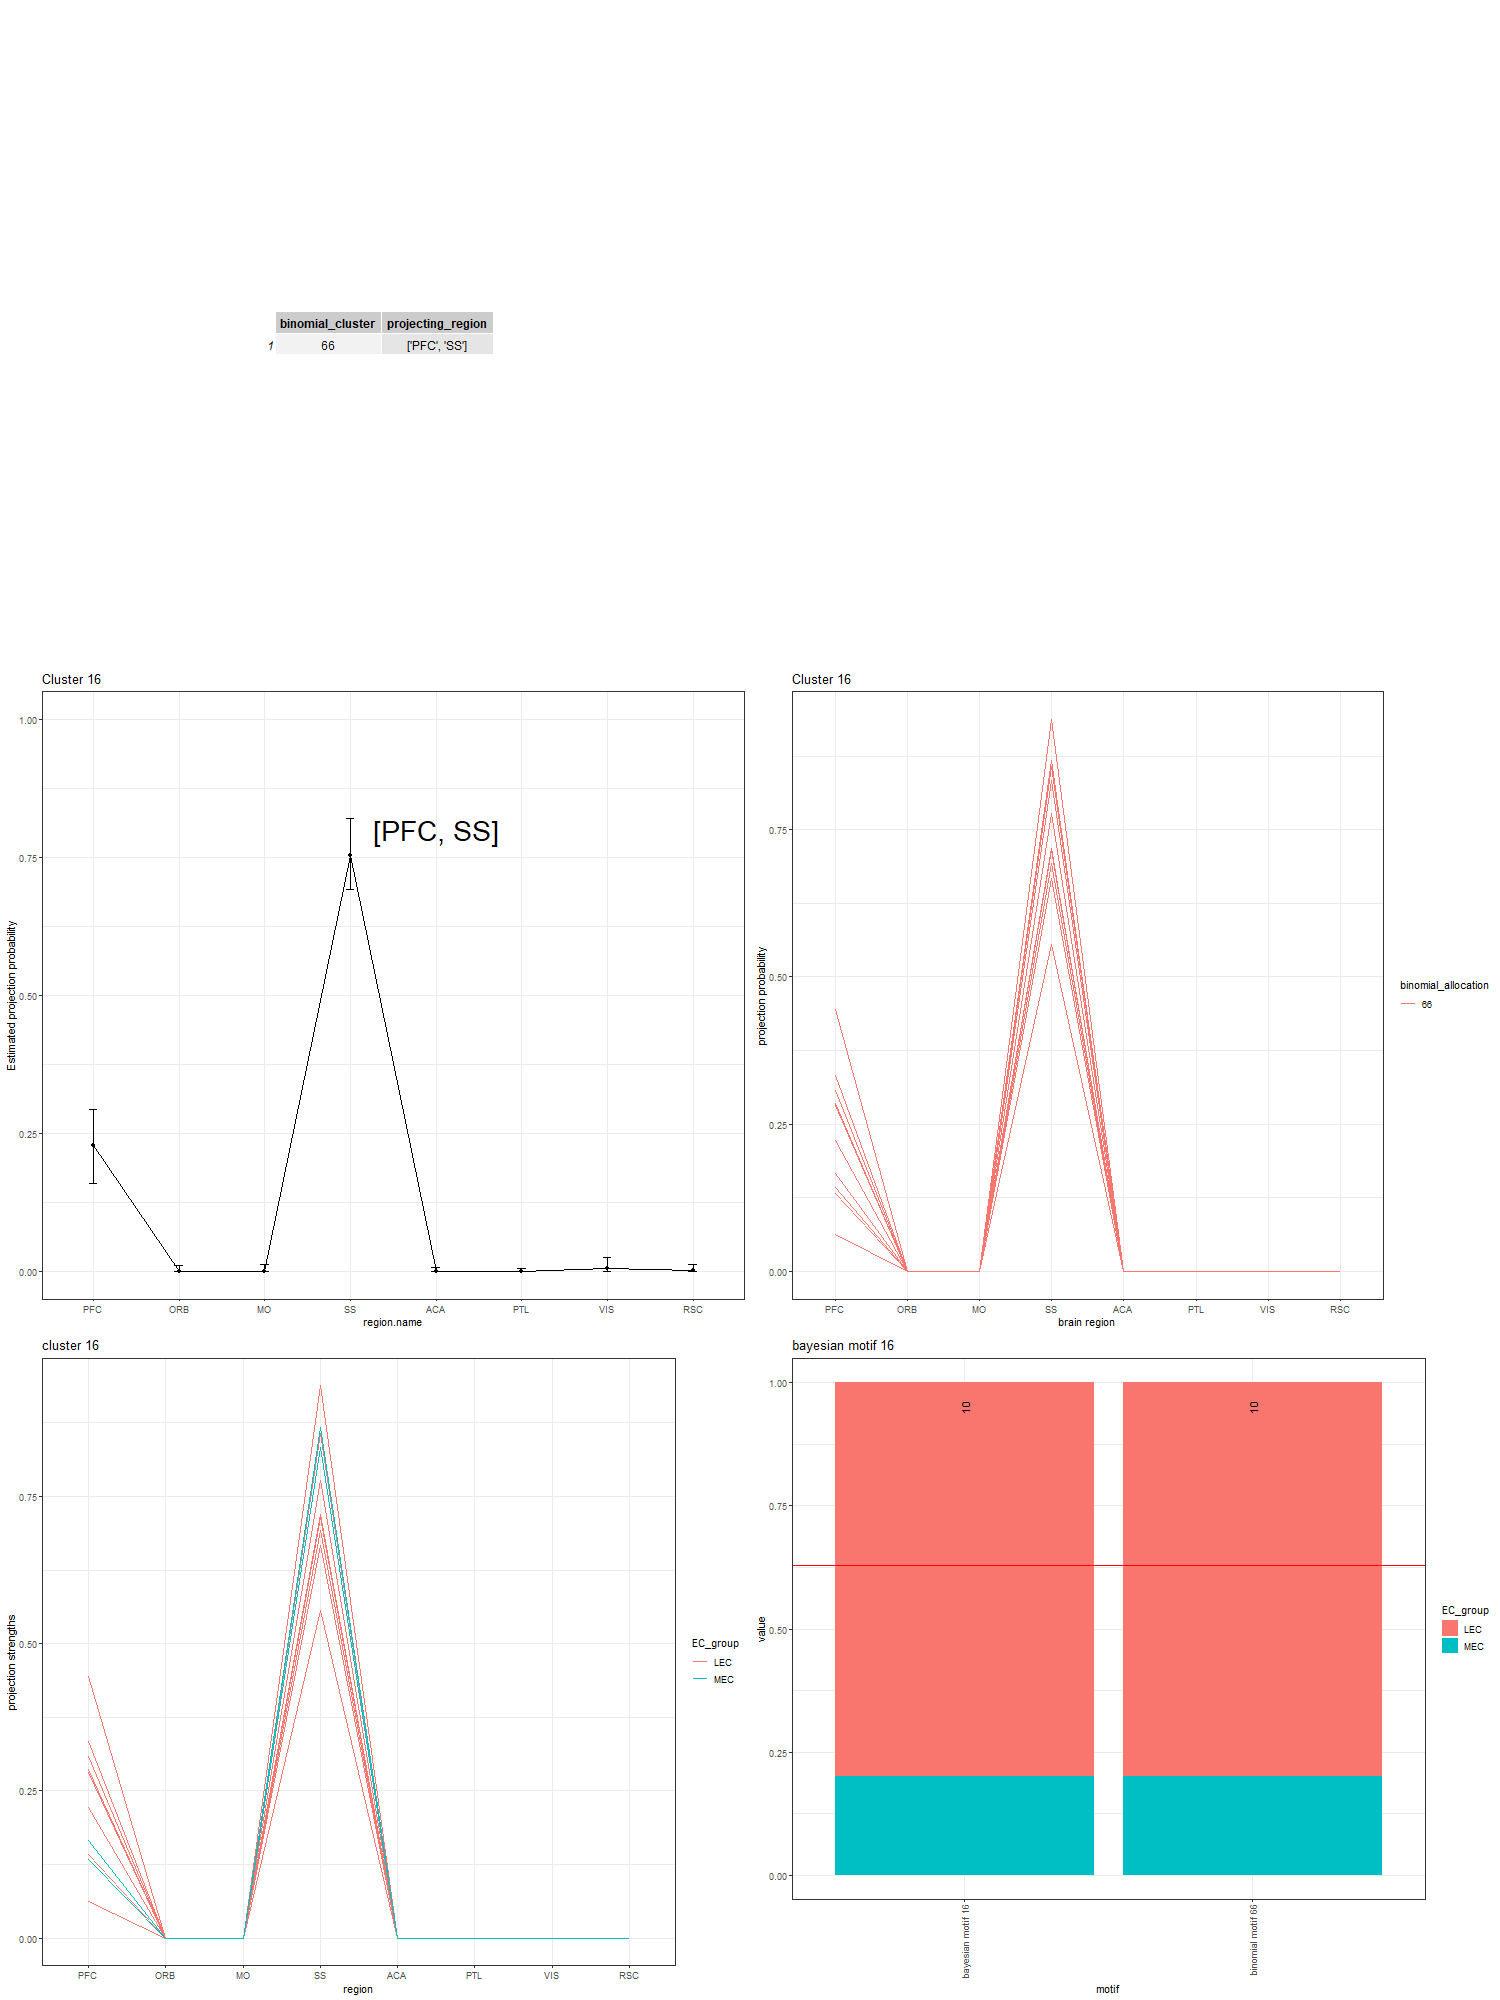 binomial_cluster projecting_region
1 66 ['PFC', 'SS']
Cluster 16
1.00
0.75
0.50
0.25
0.00
Estimated projection probability
[PFC, SS]
PFC ORB MO SS ACA PTL VIS RSC
region.name
Cluster 16
0.75
0.50
0.25
0.00
projection probability
PFC ORB MO SS ACA PTL VIS RSC
brain region
binomial_allocation
66
cluster 16
0.75
0.50
0.25
0.00
projection strengths
PFC ORB MO SS ACA PTL VIS RSC
region
EC_group
LEC
MEC
bayesian motif 16
1.00
0.75
0.50
0.25
0.00
value
10 10
bayesian motif 16
binomial motif 66
motif
EC_group
LEC
MEC